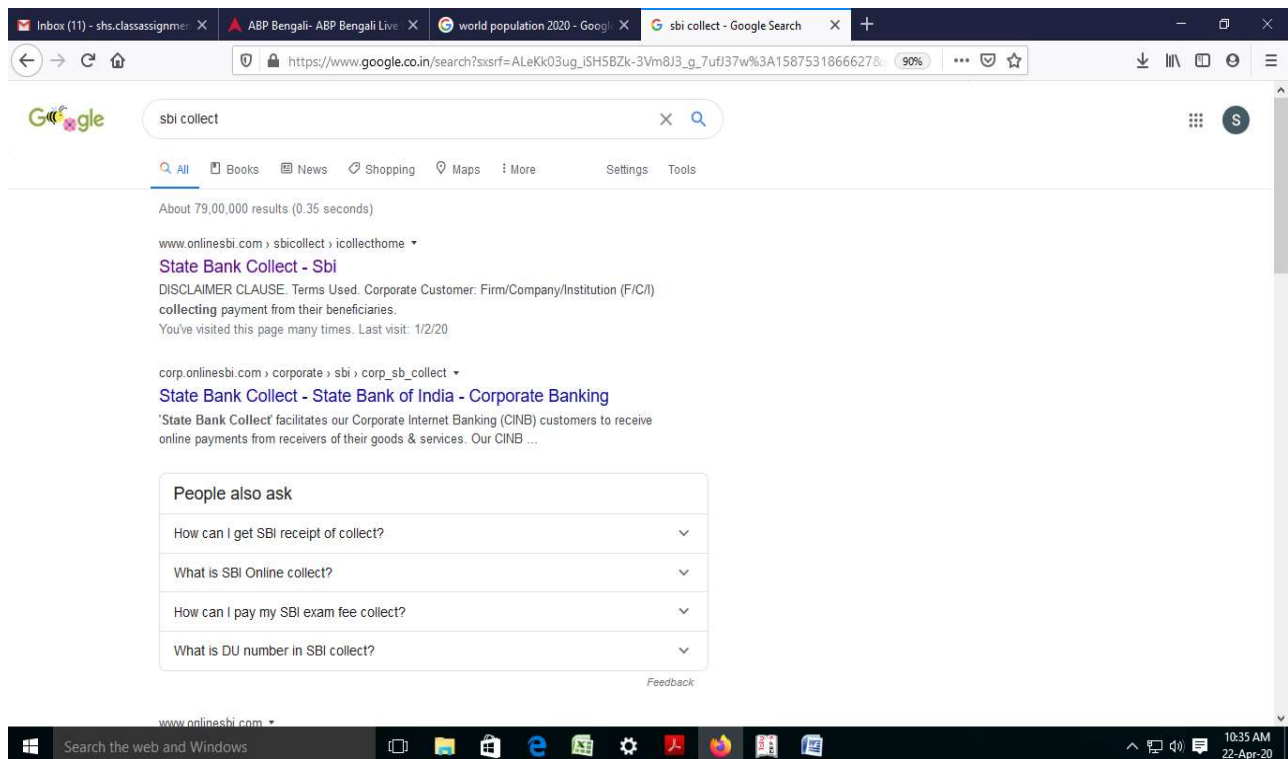 Inbox (11) - shs.classassignmen
ABP Bengali- ABP Bengali Live
world population 2020 - Googl
sbi collect - Google Search
https://www.google.co.in/search?sxsrf=ALeKk03ug_iSH5BZk-3Vm8J3_g_7ufJ37w%3A1587531866627&
90%
Google
sbi collect
S
All Books News Shopping Maps More Settings Tools
About 79,00,000 results (0.35 seconds)
www.onlinesbi.com › sbicollect › icollecthome
State Bank Collect - Sbi
DISCLAIMER CLAUSE. Terms Used. Corporate Customer: Firm/Company/Institution (F/C/I)
collecting payment from their beneficiaries.
You've visited this page many times. Last visit: 1/2/20
corp.onlinesbi.com › corporate › sbi › corp_sb_collect
State Bank Collect - State Bank of India - Corporate Banking
'State Bank Collect' facilitates our Corporate Internet Banking (CINB) customers to receive
online payments from receivers of their goods & services. Our CINB ...
People also ask
How can I get SBI receipt of collect?
What is SBI Online collect?
How can I pay my SBI exam fee collect?
What is DU number in SBI collect?
Feedback
www.onlinesbi.com
Search the web and Windows
10:35 AM
22-Apr-20